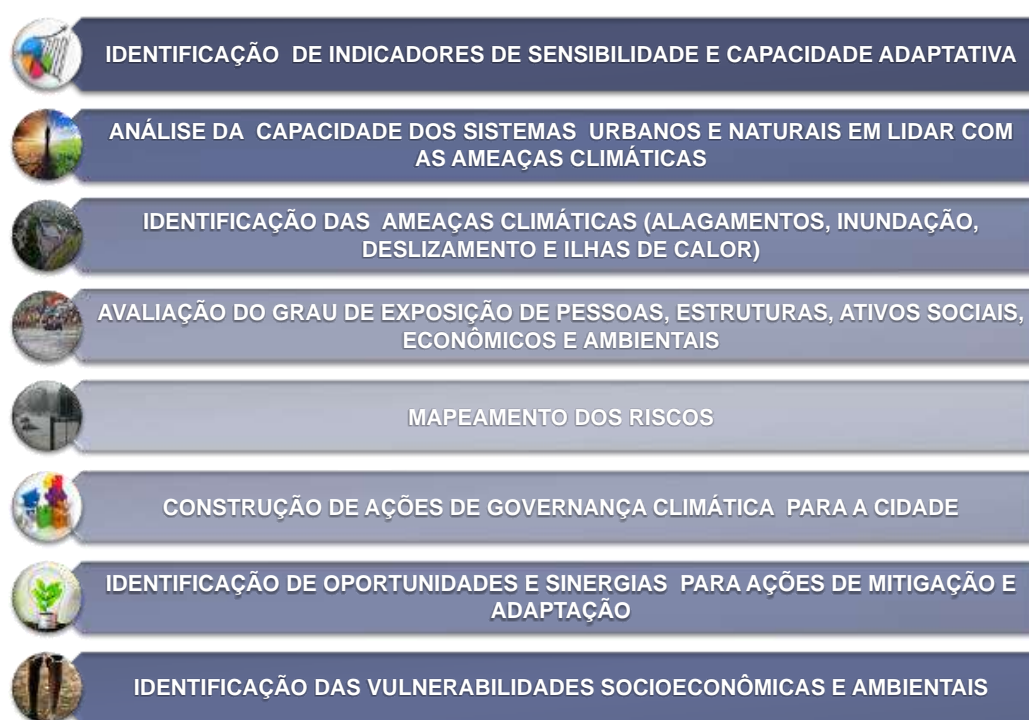 IDENTIFICAÇÃO DE INDICADORES DE SENSIBILIDADE E CAPACIDADE ADAPTATIVA
ANÁLISE DA CAPACIDADE DOS SISTEMAS URBANOS E NATURAIS EM LIDAR COM
AS AMEAÇAS CLIMÁTICAS
IDENTIFICAÇÃO DAS AMEAÇAS CLIMÁTICAS (ALAGAMENTOS, INUNDAÇÃO,
DESLIZAMENTO E ILHAS DE CALOR)
AVALIAÇÃO DO GRAU DE EXPOSIÇÃO DE PESSOAS, ESTRUTURAS, ATIVOS SOCIAIS,
ECONÔMICOS E AMBIENTAIS
MAPEAMENTO DOS RISCOS
CONSTRUÇÃO DE AÇÕES DE GOVERNANÇA CLIMÁTICA PARA A CIDADE
IDENTIFICAÇÃO DE OPORTUNIDADES E SINERGIAS PARA AÇÕES DE MITIGAÇÃO E
ADAPTAÇÃO
IDENTIFICAÇÃO DAS VULNERABILIDADES SOCIOECONÔMICAS E AMBIENTAIS